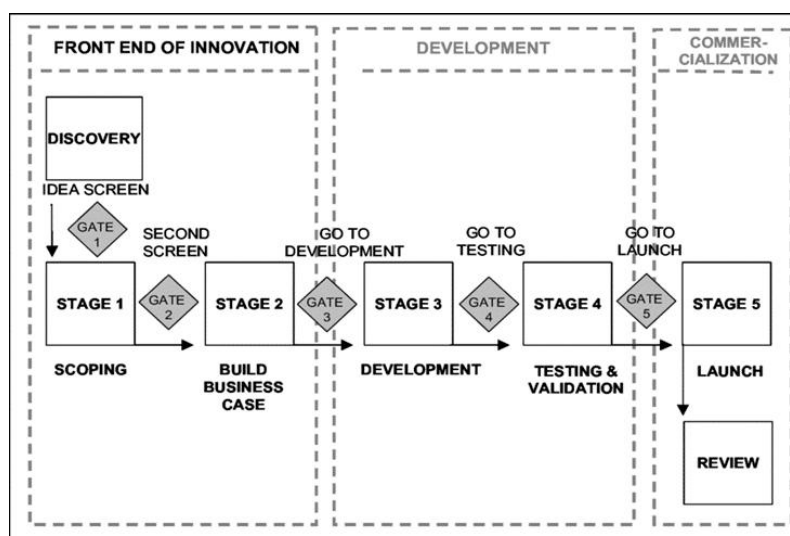 FRONT END OF INNOVATION
DEVELOPMENT
COMMER-
CIALIZATION
DISCOVERY
IDEA SCREEN
GATE
1
SECOND
SCREEN
GO TO
DEVELOPMENT
GO TO
TESTING
GO TO
LAUNCH
STAGE 1
GATE
2
STAGE 2
GATE
3
STAGE 3
GATE
4
STAGE 4
GATE
5
STAGE 5
SCOPING
BUILD
BUSINESS
CASE
DEVELOPMENT
TESTING &
VALIDATION
LAUNCH
REVIEW